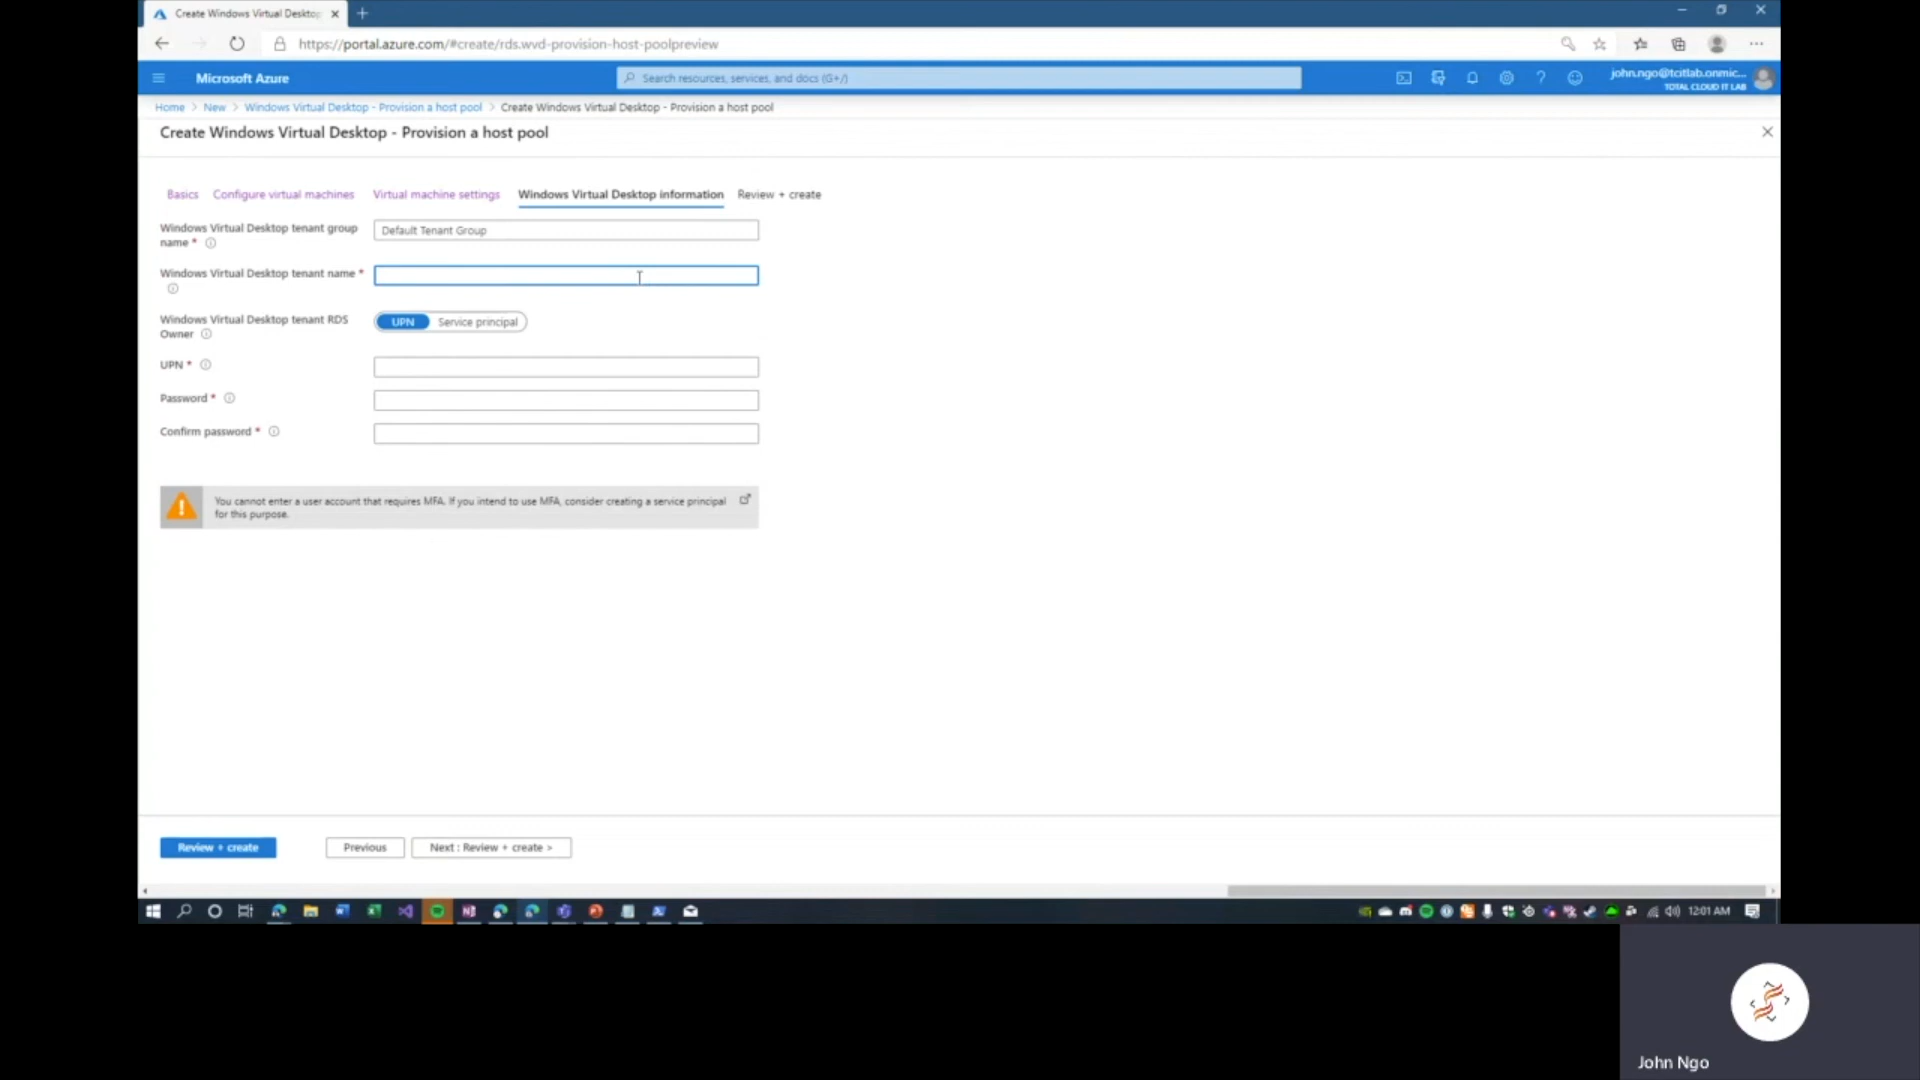 Create Windows Virtual Desktop
https://portal.azure.com/#create/rds.wvd-provision-host-poolpreview
Microsoft Azure
Search resources, services, and docs (G+/)
john.ngo@tcitlab.onmic...
TOTAL CLOUD IT LAB
Home > New > Windows Virtual Desktop - Provision a host pool > Create Windows Virtual Desktop - Provision a host pool
Create Windows Virtual Desktop - Provision a host pool
Basics Configure virtual machines Virtual machine settings Windows Virtual Desktop information Review + create
Windows Virtual Desktop tenant group
name *
Default Tenant Group
Windows Virtual Desktop tenant name *
Windows Virtual Desktop tenant RDS
Owner
UPN Service principal
UPN *
Password *
Confirm password *
You cannot enter a user account that requires MFA. If you intend to use MFA, consider creating a service principal
for this purpose.
Review + create Previous Next : Review + create >
12:01 AM
John Ngo